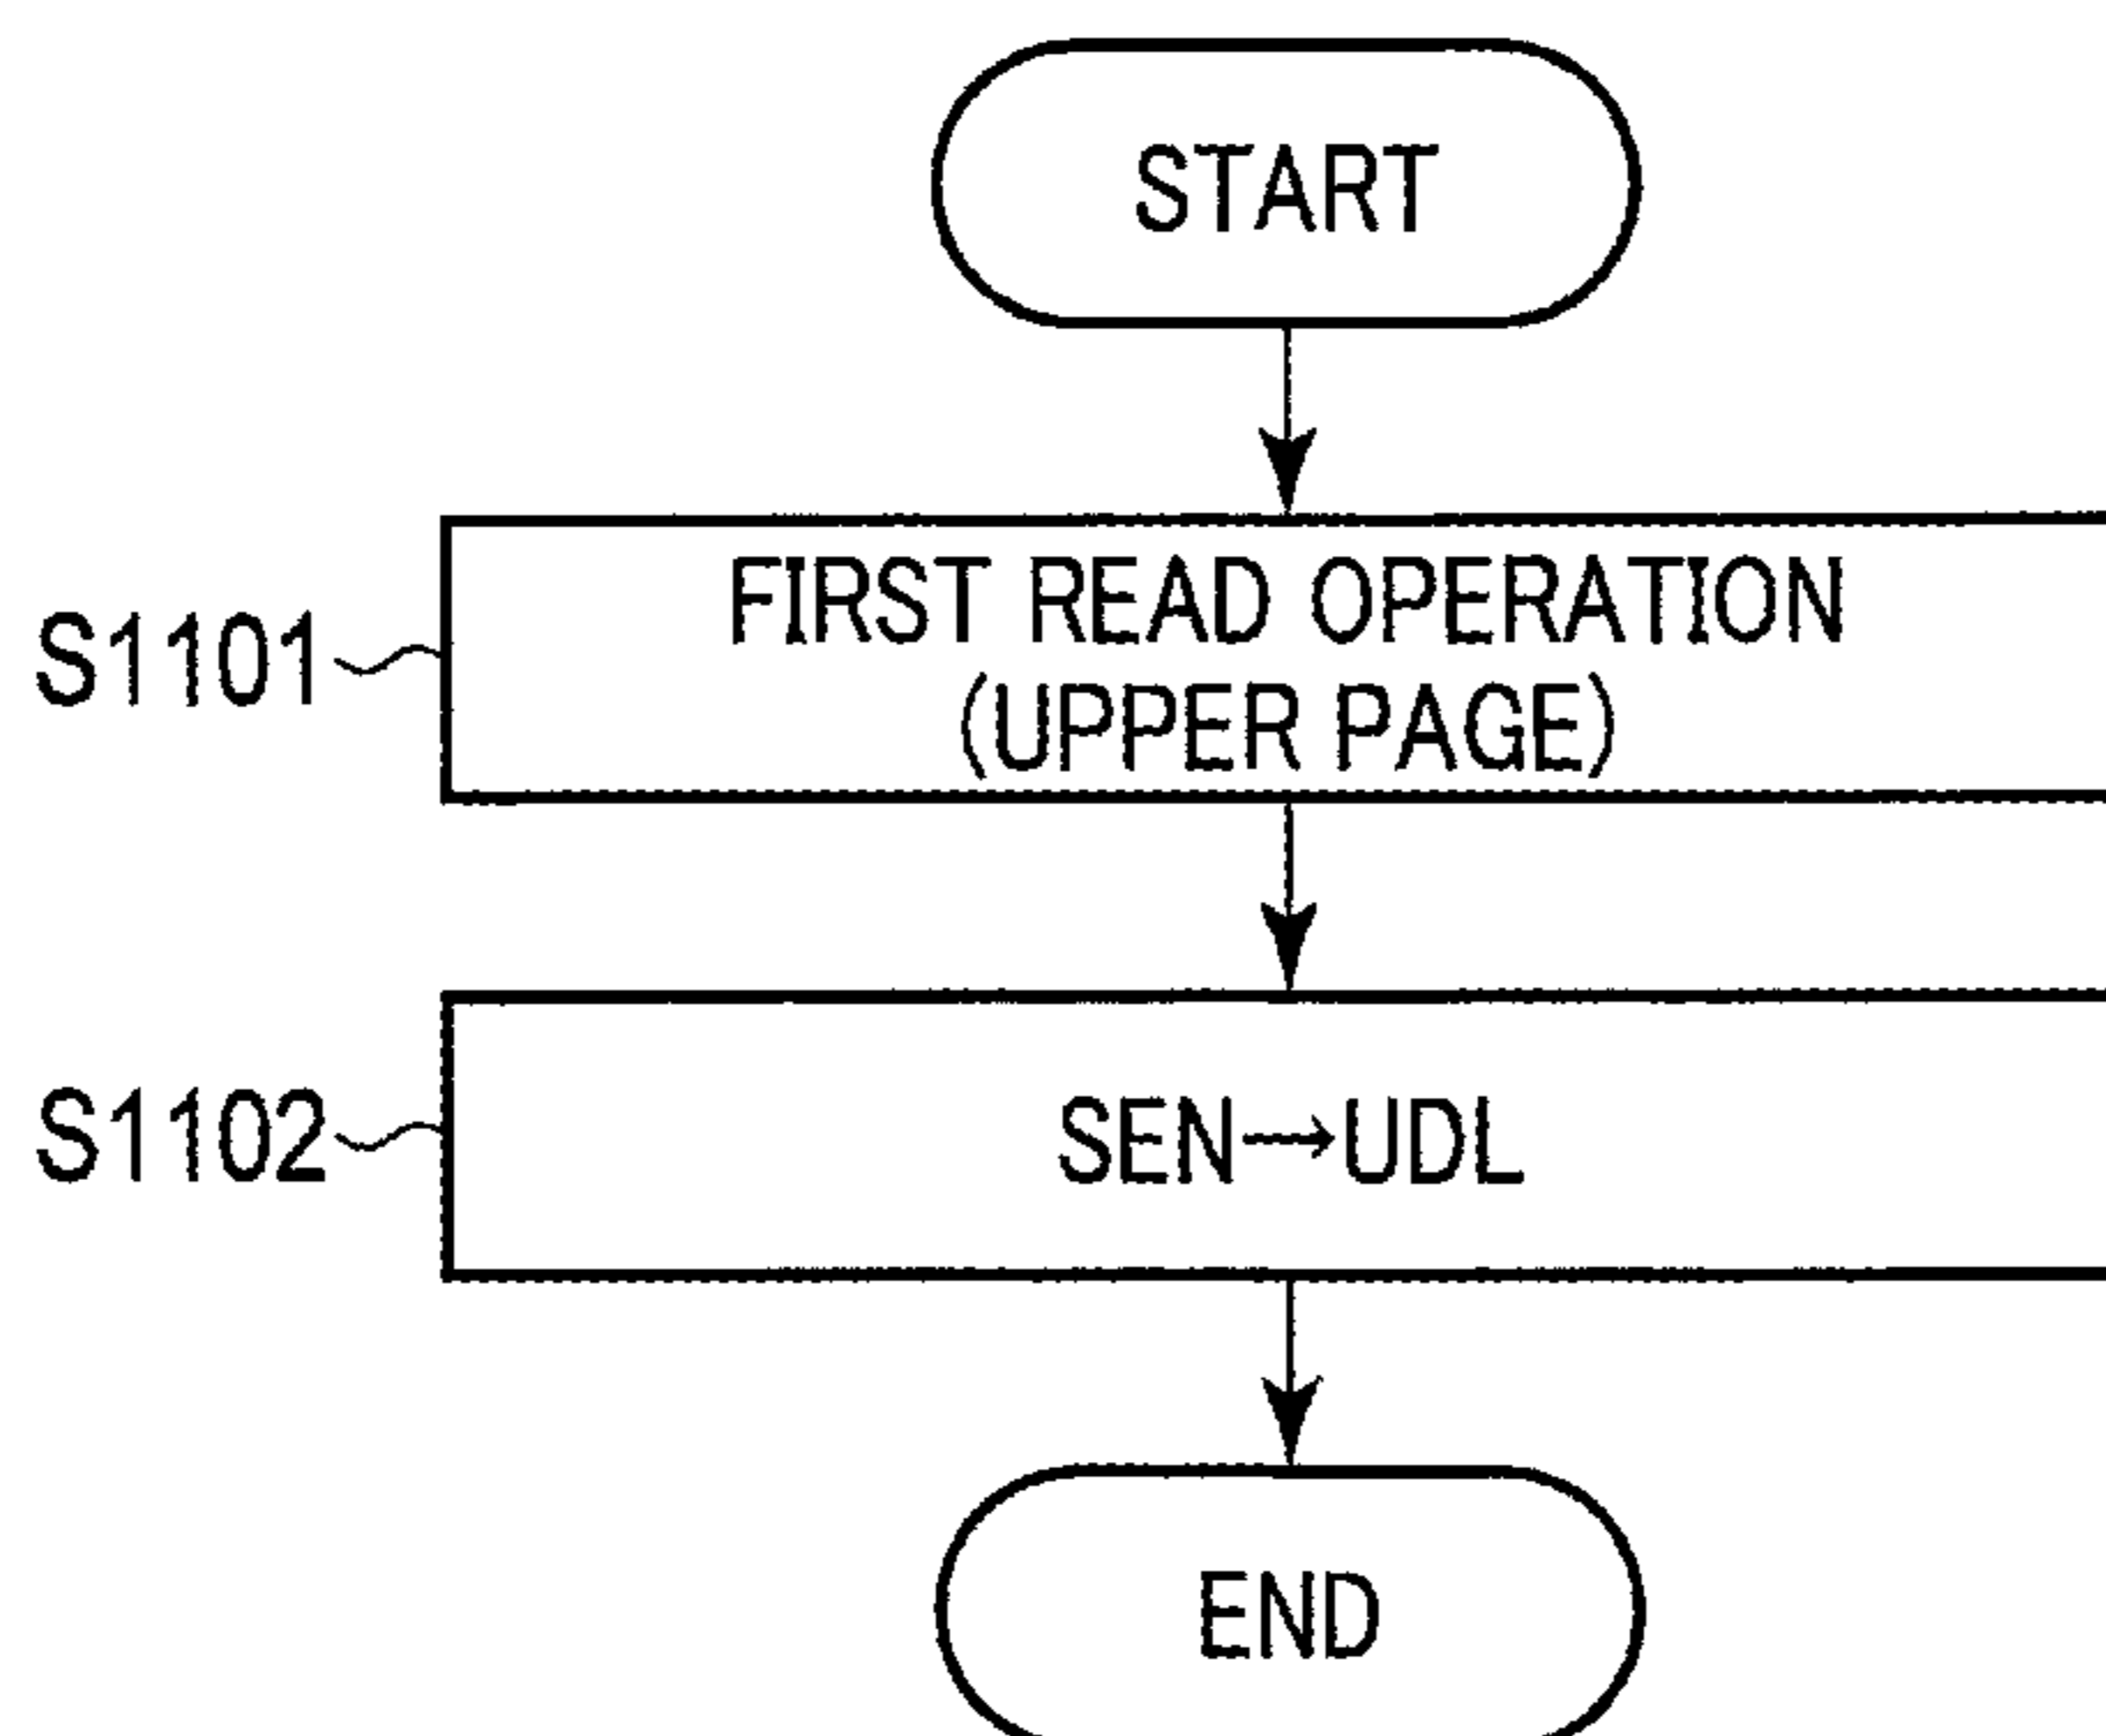 START
S1101
FIRST READ OPERATION
(UPPER PAGE)
S1102
SEN→UDL
END